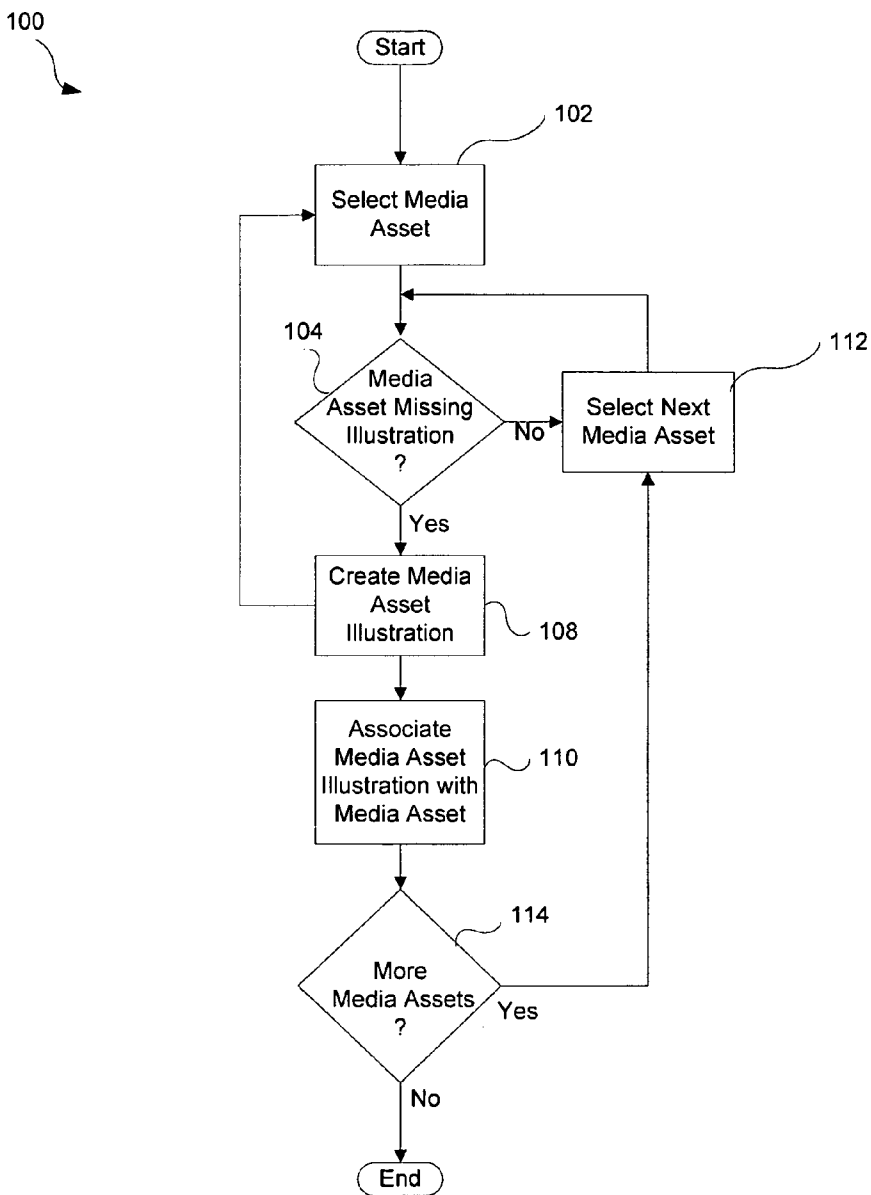 100
Start
102
Select Media
Asset
104
Media
Asset Missing
Illustration
?
No
112
Select Next
Media Asset
Yes
Create Media
Asset
Illustration
108
Associate
Media Asset
Illustration with
Media Asset
110
114
More
Media Assets
?
Yes
No
End